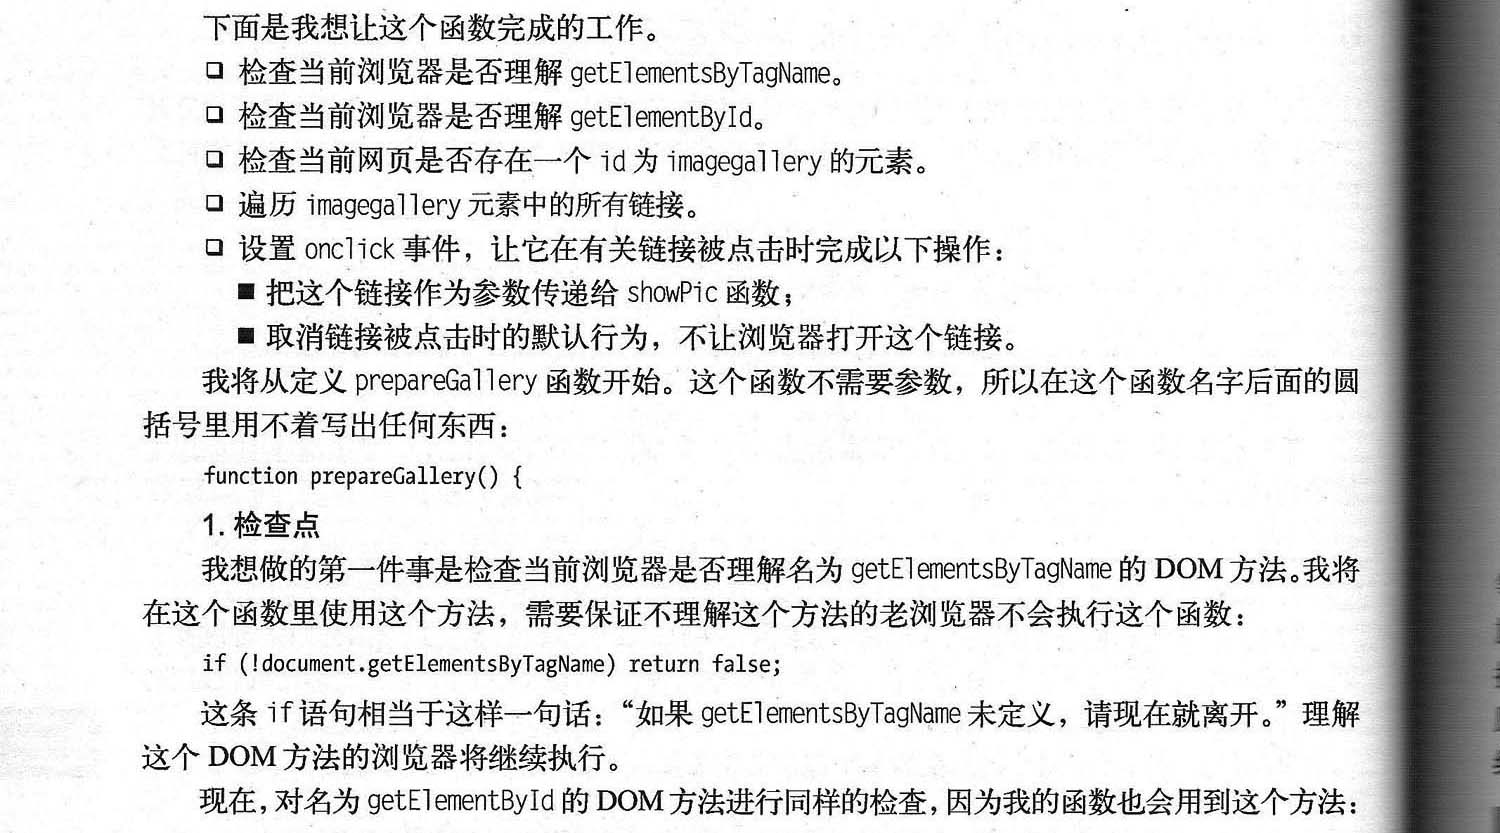 下面是我想让这个函数完成的工作。
❑ 检查当前浏览器是否理解 getElementsByTagName。
❑ 检查当前浏览器是否理解 getElementById。
❑ 检查当前网页是否存在一个 id 为 imagegallery 的元素。
❑ 遍历 imagegallery 元素中的所有链接。
❑ 设置 onclick 事件，让它在有关链接被点击时完成以下操作：
■ 把这个链接作为参数传递给 showPic 函数；
■ 取消链接被点击时的默认行为，不让浏览器打开这个链接。
我将从定义 prepareGallery 函数开始。这个函数不需要参数，所以在这个函数名字后面的圆
括号里用不着写出任何东西：
function prepareGallery() {
1. 检查点
我想做的第一件事是检查当前浏览器是否理解名为 getElementsByTagName 的 DOM 方法。我将
在这个函数里使用这个方法，需要保证不理解这个方法的老浏览器不会执行这个函数：
if (!document.getElementsByTagName) return false;
这条 if 语句相当于这样一句话：“如果 getElementsByTagName 未定义，请现在就离开。”理解
这个 DOM 方法的浏览器将继续执行。
现在，对名为 getElementById 的 DOM 方法进行同样的检查，因为我的函数也会用到这个方法：